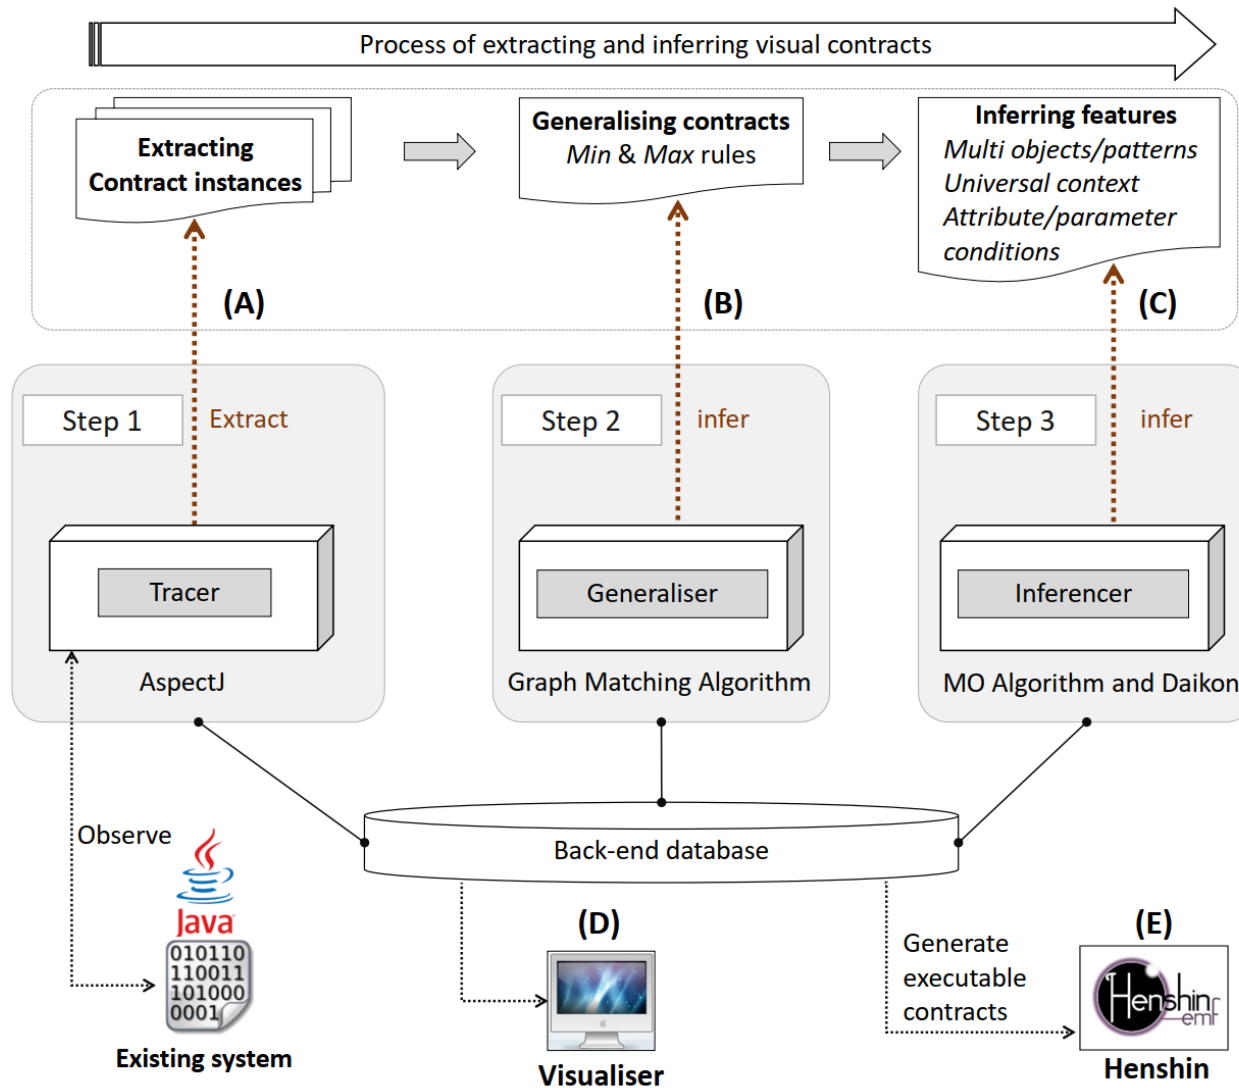 Process of extracting and inferring visual contracts
Extracting
Contract instances
Generalising contracts
Min & Max rules
Inferring features
Multi objects/patterns
Universal context
Attribute/parameter
conditions
(A)
(B)
(C)
Step 1
Extract
Step 2
infer
Step 3
infer
Tracer
Generaliser
Inferencer
AspectJ
Graph Matching Algorithm
MO Algorithm and Daikon
Observe
Back-end database
Java
010110
110011
101000
0001
Existing system
(D)
Visualiser
Generate
executable
contracts
(E)
Henshin
emf
Henshin